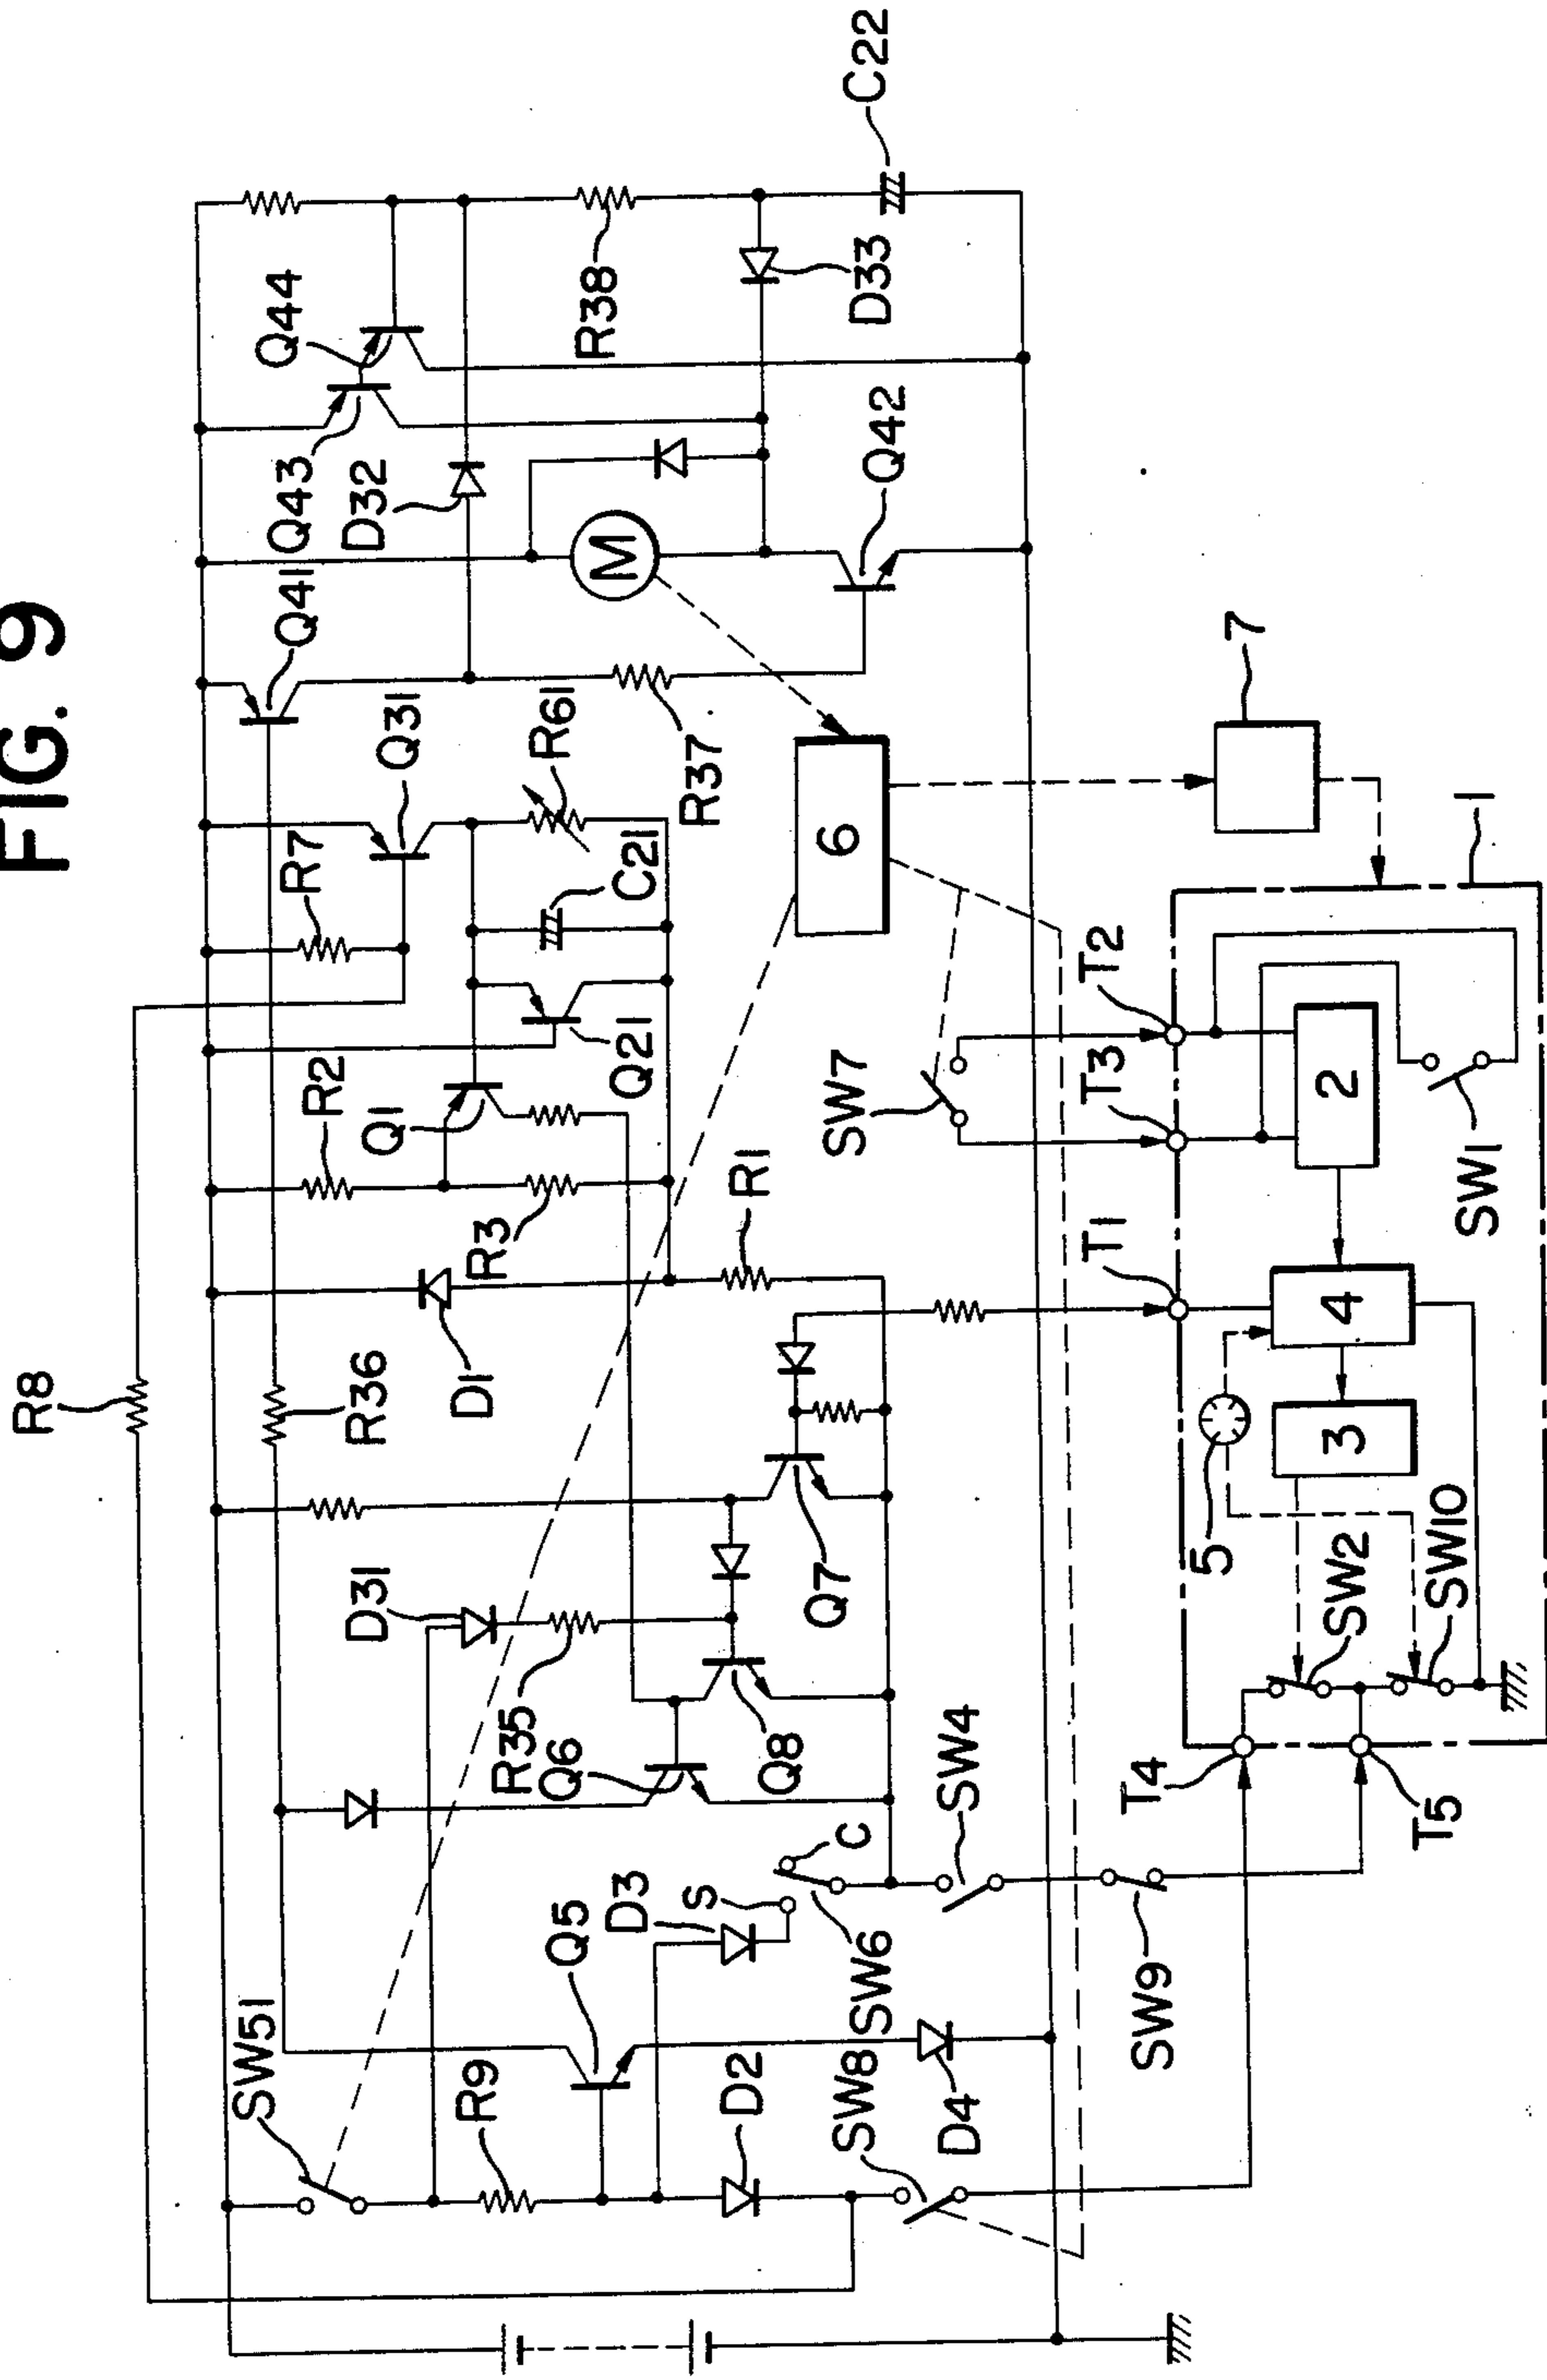 FIG. 9
R8
R36
SW51
R9
D31
R35
Q5
Q6
D3
S
C
D2
SW8
SW6
D4
Q8
Q7
SW4
SW9
D1
R2
R3
R1
Q1
Q21
R7
Q31
C21
R61
Q41
R37
Q43
Q44
D32
M
R38
D33
Q42
C22
6
7
SW7
T1
T2
T3
T4
T5
1
2
3
4
5
SW1
SW2
SW10